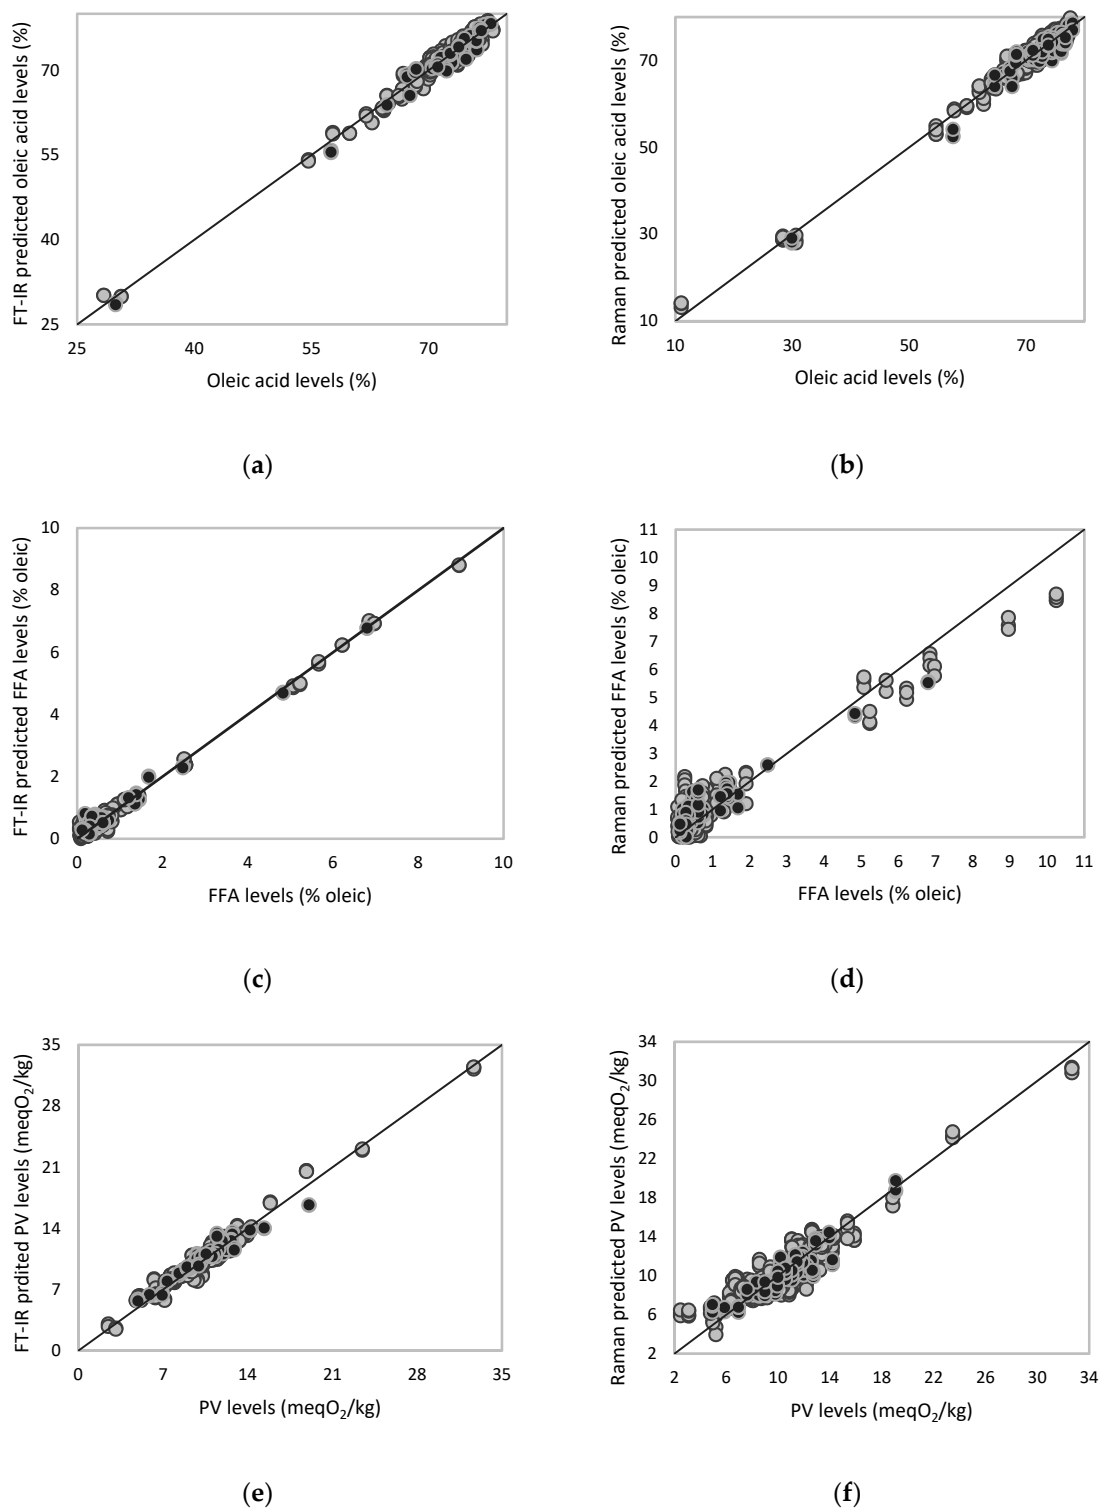 FT-IR predicted oleic acid levels (%)
70
55
40
25
25 40 55 70
Oleic acid levels (%)
(a)
Raman predicted oleic acid levels (%)
70
50
30
10
10 30 50 70
Oleic acid levels (%)
(b)
FT-IR predicted FFA levels (% oleic)
10
8
6
4
2
0
0 2 4 6 8 10
FFA levels (% oleic)
(c)
Raman predicted FFA levels (% oleic)
11
10
9
8
7
6
5
4
3
2
1
0
0 1 2 3 4 5 6 7 8 9 10 11
FFA levels (% oleic)
(d)
FT-IR prdited PV levels (meqO₂/kg)
35
28
21
14
7
0
0 7 14 21 28 35
PV levels (meqO₂/kg)
(e)
Raman predicted PV levels (meqO₂/kg)
34
30
26
22
18
14
10
6
2
2 6 10 14 18 22 26 30 34
PV levels (meqO₂/kg)
(f)